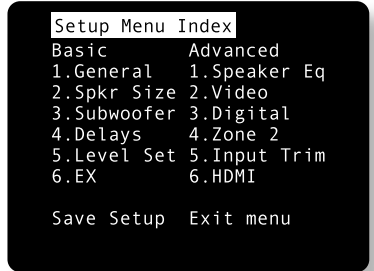 Setup Menu Index
Basic Advanced
1.General 1.Speaker Eq
2.Spkr Size 2.Video
3.Subwoofer 3.Digital
4.Delays 4.Zone 2
5.Level Set 5.Input Trim
6.EX 6.HDMI
Save Setup Exit menu